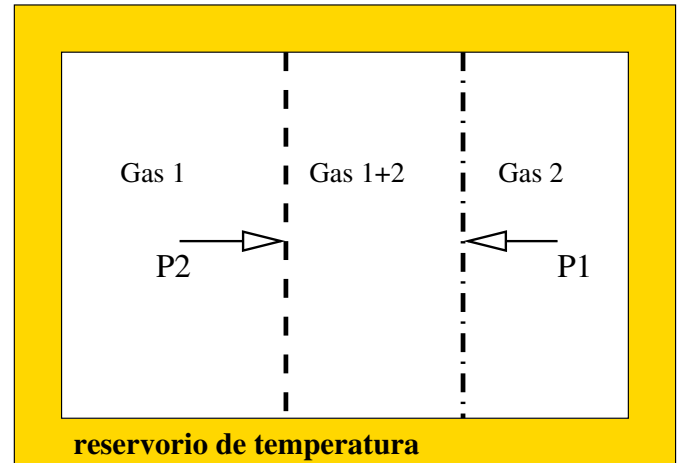 Gas 1
Gas 1+2
Gas 2
P2
P1
reservorio de temperatura